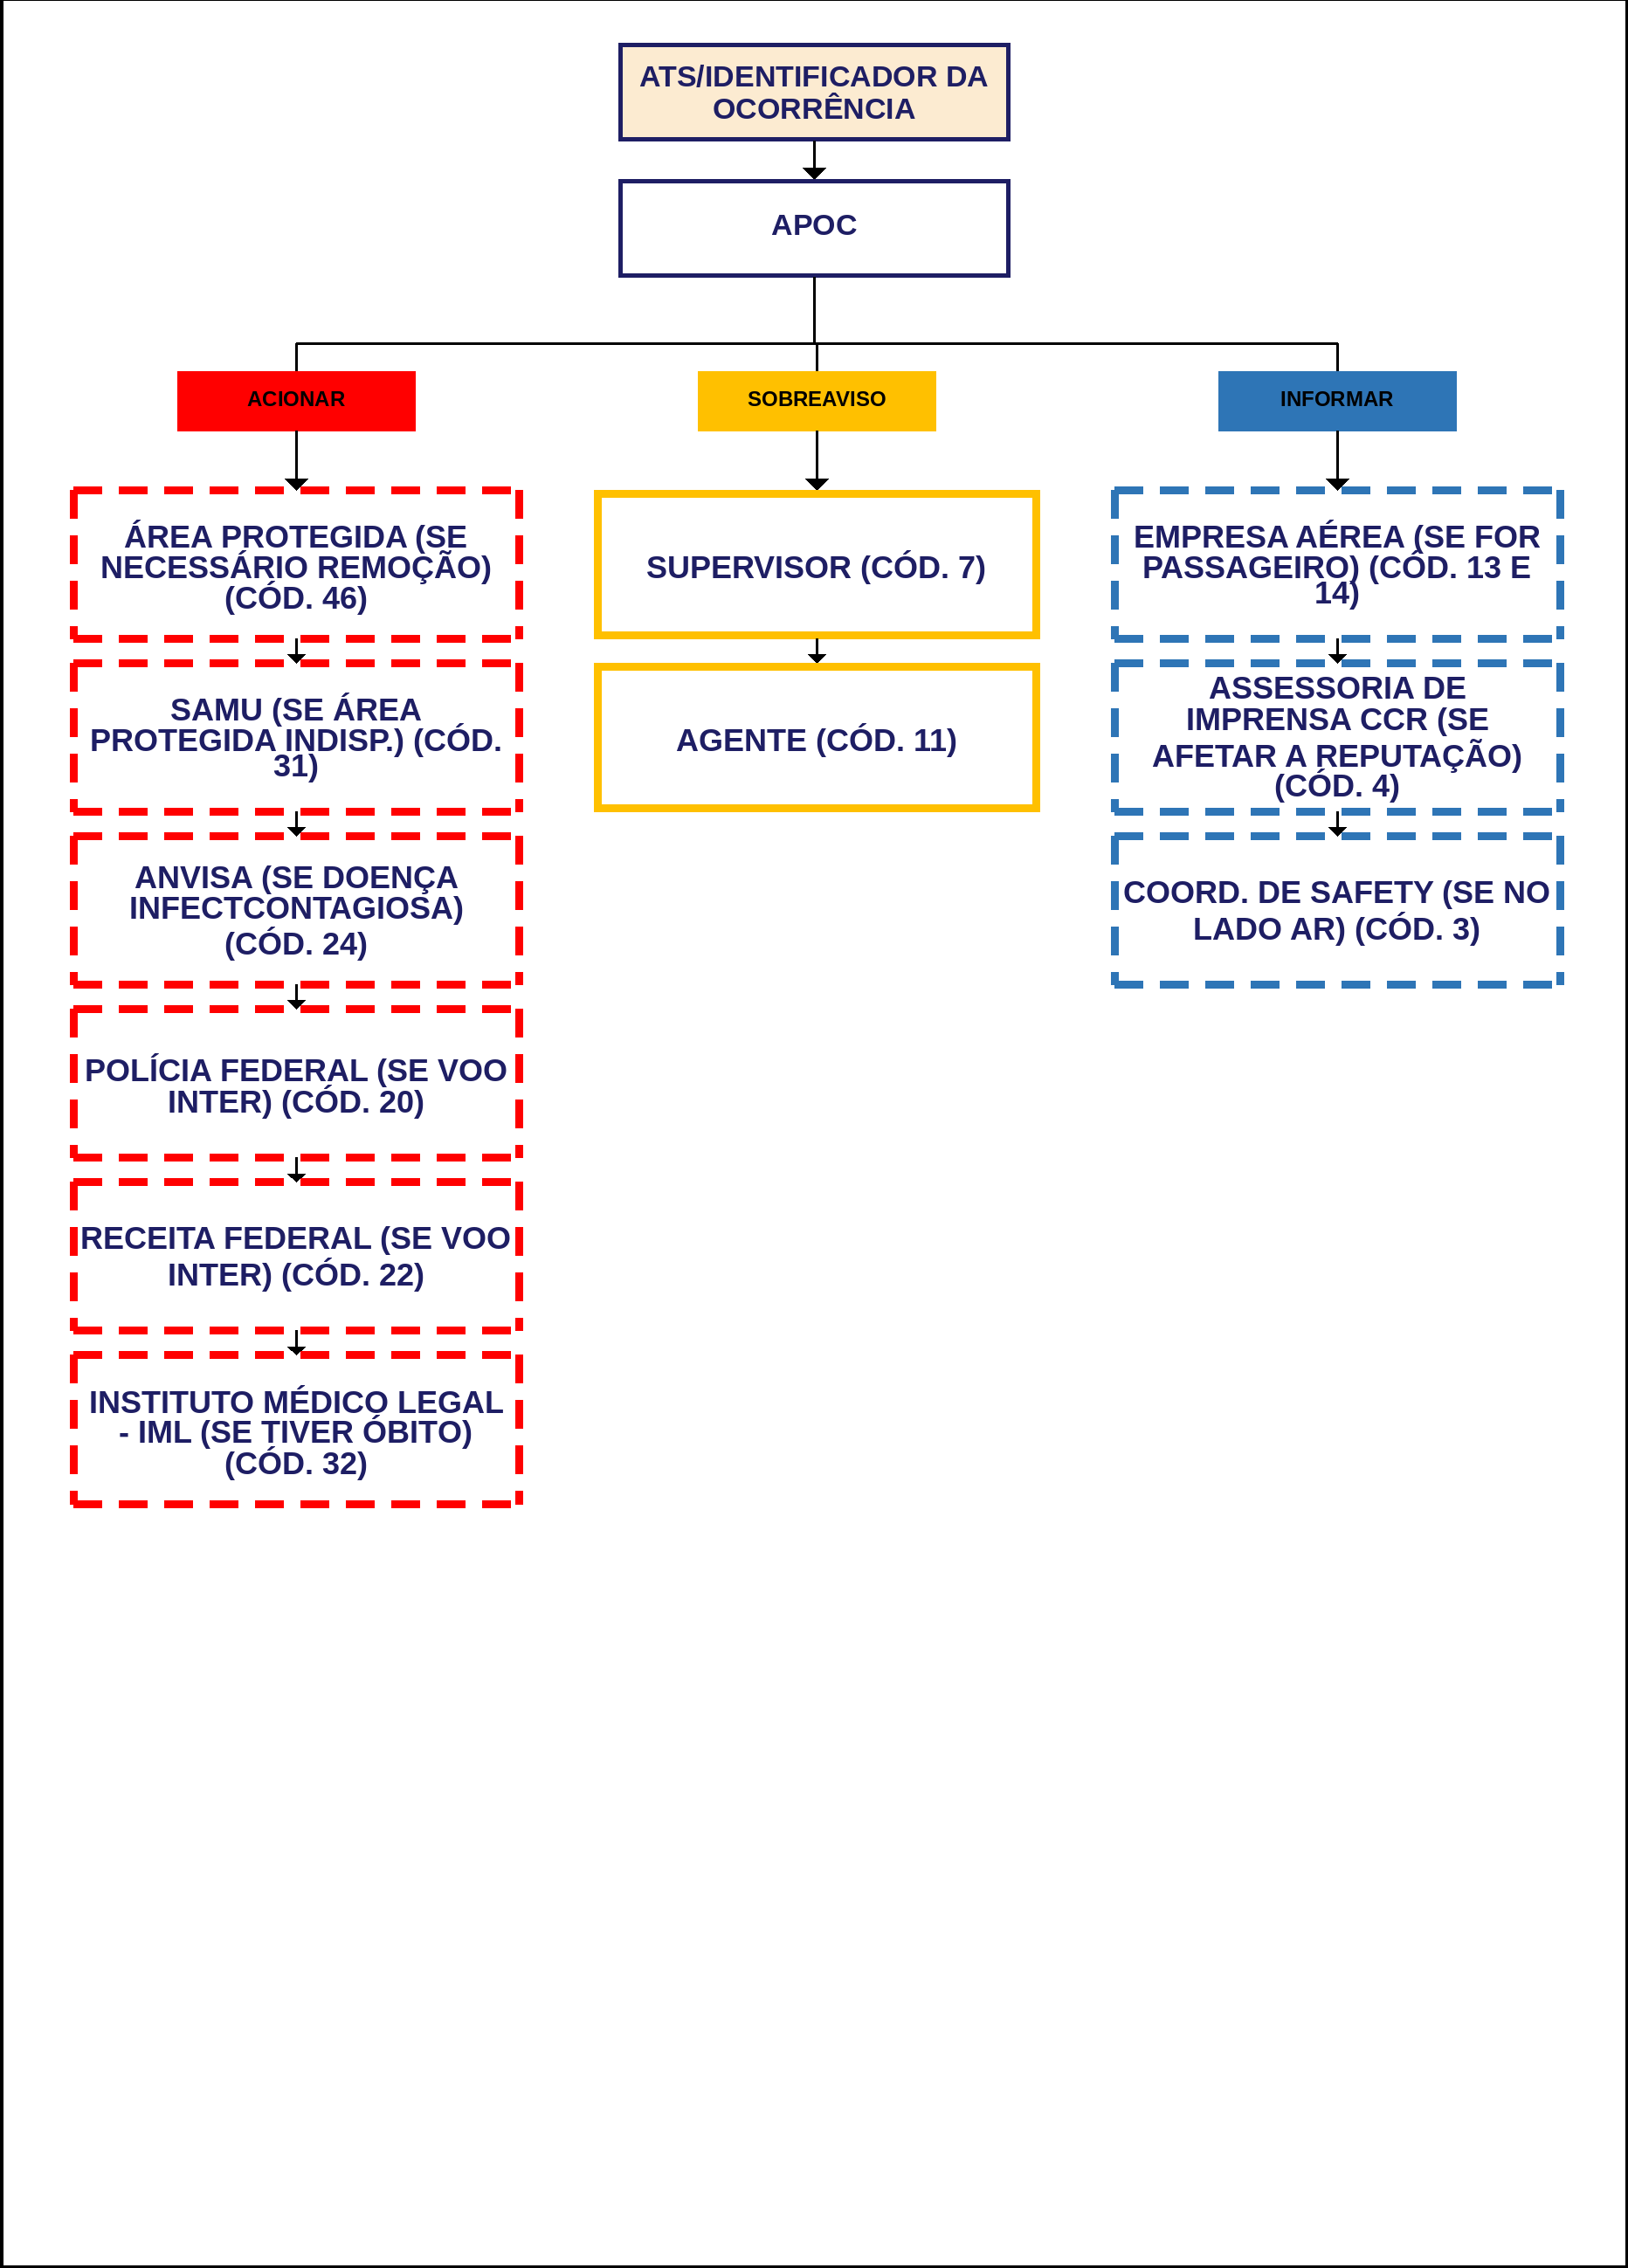 ATS/IDENTIFICADOR DA
OCORRÊNCIA
APOC
ACIONAR
SOBREAVISO
INFORMAR
ÁREA PROTEGIDA (SE
NECESSÁRIO REMOÇÃO)
(CÓD. 46)
SAMU (SE ÁREA
PROTEGIDA INDISP.) (CÓD.
31)
ANVISA (SE DOENÇA
INFECTCONTAGIOSA)
(CÓD. 24)
POLÍCIA FEDERAL (SE VOO
INTER) (CÓD. 20)
RECEITA FEDERAL (SE VOO
INTER) (CÓD. 22)
INSTITUTO MÉDICO LEGAL
- IML (SE TIVER ÓBITO)
(CÓD. 32)
SUPERVISOR (CÓD. 7)
AGENTE (CÓD. 11)
EMPRESA AÉREA (SE FOR
PASSAGEIRO) (CÓD. 13 E
14)
ASSESSORIA DE
IMPRENSA CCR (SE
AFETAR A REPUTAÇÃO)
(CÓD. 4)
COORD. DE SAFETY (SE NO
LADO AR) (CÓD. 3)